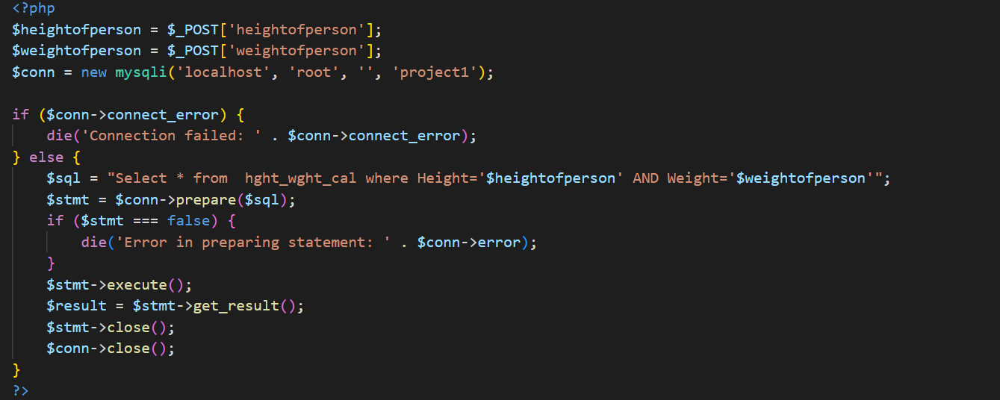 <?php
$heightofperson = $_POST['heightofperson'];
$weightofperson = $_POST['weightofperson'];
$conn = new mysqli('localhost', 'root', '', 'project1');

if ($conn->connect_error) {
    die('Connection failed: ' . $conn->connect_error);
} else {
    $sql = "Select * from  hght_wght_cal where Height='$heightofperson' AND Weight='$weightofperson'";
    $stmt = $conn->prepare($sql);
    if ($stmt === false) {
        die('Error in preparing statement: ' . $conn->error);
    }
    $stmt->execute();
    $result = $stmt->get_result();
    $stmt->close();
    $conn->close();
}
?>